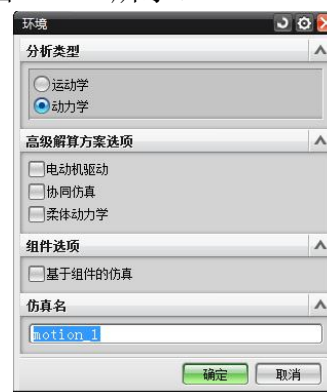 环境
分析类型
运动学
动力学
高级解算方案选项
电动机驱动
协同仿真
柔体动力学
组件选项
基于组件的仿真
仿真名
motion_1
确定 取消